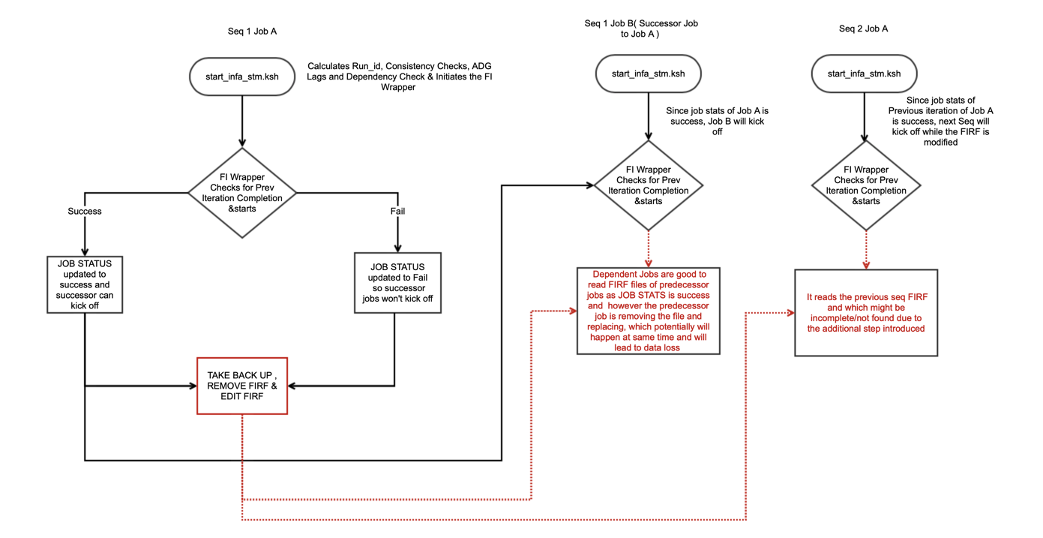 Seq 1 Job A
start_infa_stm.ksh
Calculates Run_id, Consistency Checks, ADG
Lags and Dependency Check & Initiates the FI
Wrapper
FI Wrapper
Checks for Prev
Iteration Completion
&starts
Success
Fail
JOB STATUS
updated to
success and
successor can
kick off
JOB STATUS
updated to Fail
so successor
jobs won't kick off
TAKE BACK UP ,
REMOVE FIRF &
EDIT FIRF
Seq 1 Job B( Successor Job
to Job A )
start_infa_stm.ksh
Since job stats of Job A is
success, Job B will kick
off
FI Wrapper
Checks for Prev
Iteration Completion
&starts
Dependent Jobs are good to
read FIRF files of predecessor
jobs as JOB STATS is success
and  however the predecessor
job is removing the file and
replacing, which potentially will
happen at same time and will
lead to data loss
Seq 2 Job A
start_infa_stm.ksh
Since job stats of
Previous iteration of Job A
is success, next Seq will
kick off while the FIRF is
modified
FI Wrapper
Checks for Prev
Iteration Completion
&starts
It reads the previous seq FIRF
and which might be
incomplete/not found due to
the additional step introduced